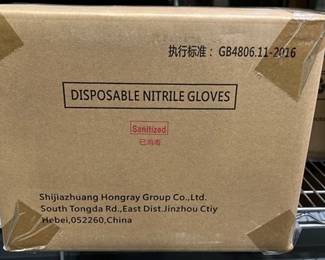 执行标准：GB4806.11-2016
DISPOSABLE NITRILE GLOVES
Sanitized
已消毒
Shijiazhuang Hongray Group Co.,Ltd.
South Tongda Rd.,East Dist.Jinzhou Ctiy
Hebei,052260,China